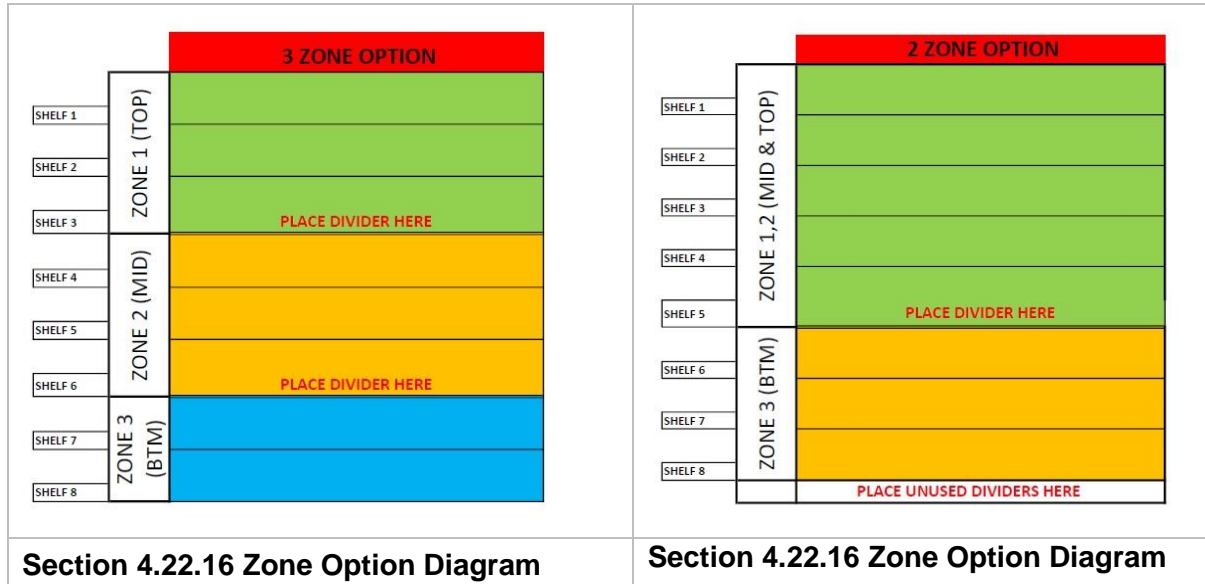 3 ZONE OPTION
ZONE 1 (TOP)
SHELF 1
SHELF 2
SHELF 3
PLACE DIVIDER HERE
ZONE 2 (MID)
SHELF 4
SHELF 5
SHELF 6
PLACE DIVIDER HERE
ZONE 3
(BTM)
SHELF 7
SHELF 8
Section 4.22.16 Zone Option Diagram
2 ZONE OPTION
ZONE 1,2 (MID & TOP)
SHELF 1
SHELF 2
SHELF 3
SHELF 4
SHELF 5
PLACE DIVIDER HERE
ZONE 3 (BTM)
SHELF 6
SHELF 7
SHELF 8
PLACE UNUSED DIVIDERS HERE
Section 4.22.16 Zone Option Diagram